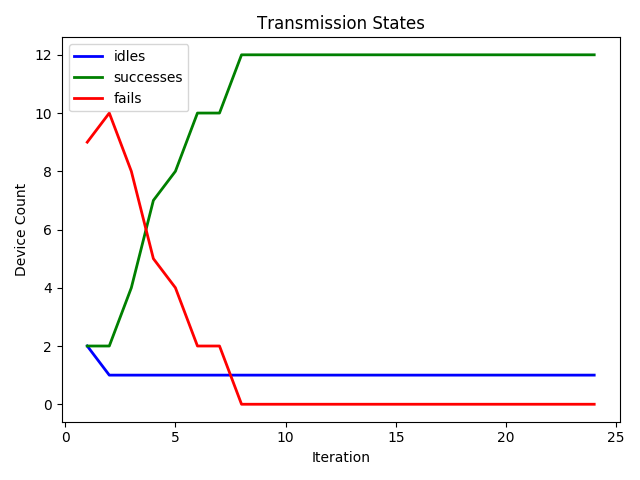 Transmission States
idles
successes
fails
Device Count
12
10
8
6
4
2
0
0 5 10 15 20 25
Iteration